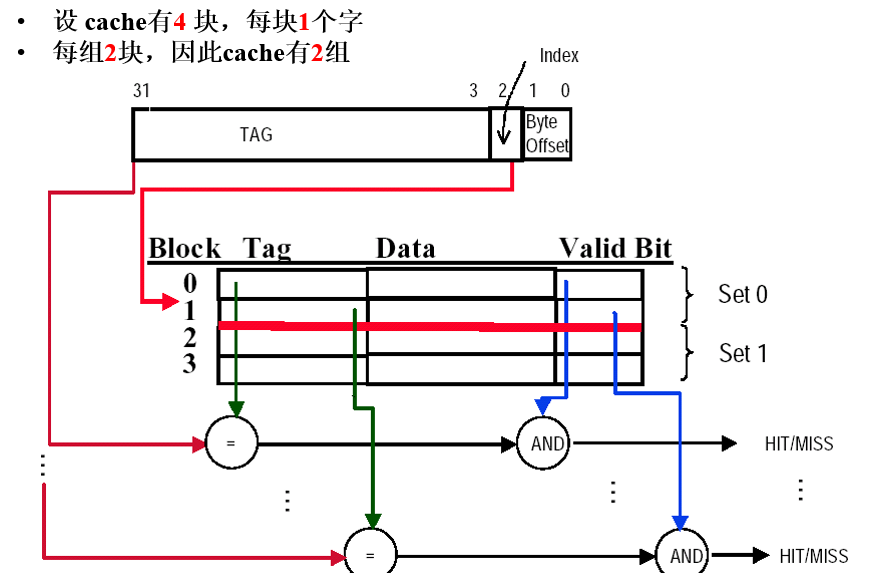 • 设 cache有4 块，每块1个字
• 每组2块，因此cache有2组
Index
31 3 2 1 0
TAG
Byte
Offset
Block Tag Data Valid Bit
0
1
2
3
Set 0
Set 1
= AND HIT/MISS
= AND HIT/MISS